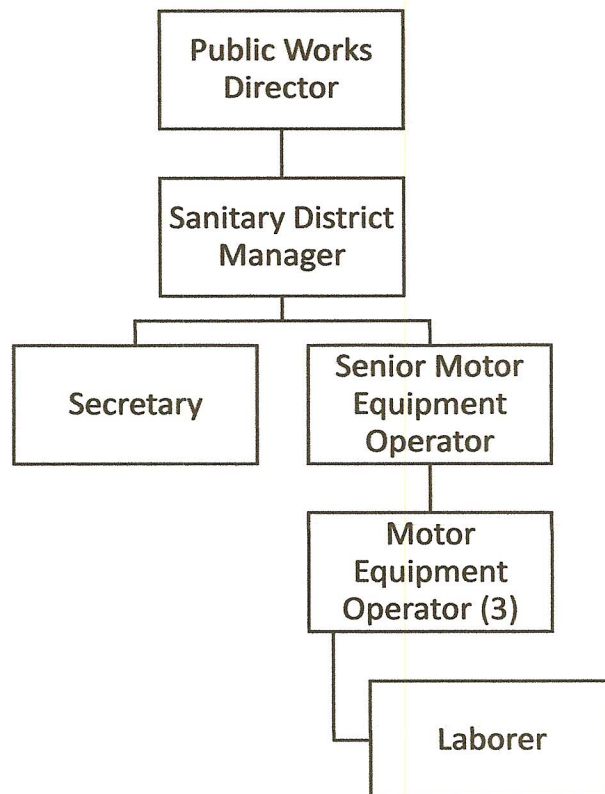 Public Works
Director
Sanitary District
Manager
Secretary
Senior Motor
Equipment
Operator
Motor
Equipment
Operator (3)
Laborer